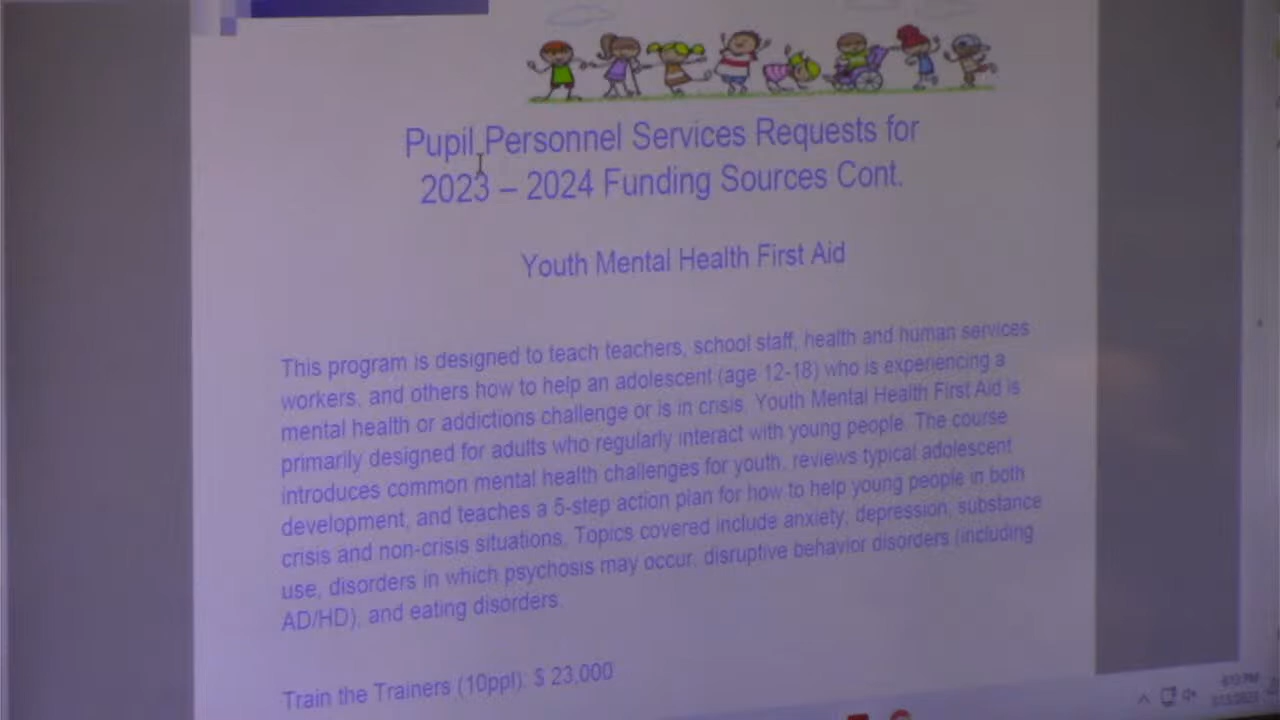 Pupil Personnel Services Requests for
2023 – 2024 Funding Sources Cont.
Youth Mental Health First Aid
This program is designed to teach teachers, school staff, health and human services
workers, and others how to help an adolescent (age 12-18) who is experiencing a
mental health or addictions challenge or is in crisis. Youth Mental Health First Aid is
primarily designed for adults who regularly interact with young people. The course
introduces common mental health challenges for youth, reviews typical adolescent
development, and teaches a 5-step action plan for how to help young people in both
crisis and non-crisis situations. Topics covered include anxiety, depression, substance
use, disorders in which psychosis may occur, disruptive behavior disorders (including
AD/HD), and eating disorders.
Train the Trainers (10ppl): $ 23,000